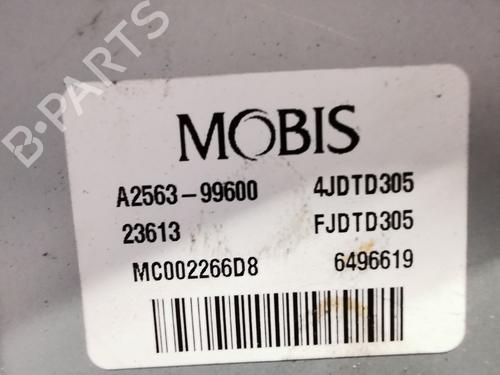 B-PARTS
MOBIS
A2563-99600 4JDTD305
23613 FJDTD305
MC002266D8 6496619